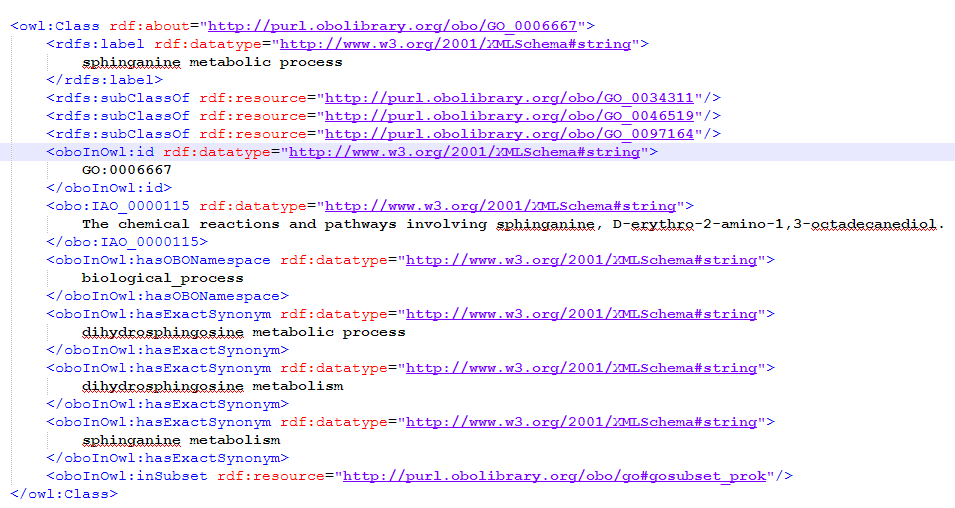 <owl:Class rdf:about="http://purl.obolibrary.org/obo/GO_0006667">
<rdfs:label rdf:datatype="http://www.w3.org/2001/XMLSchema#string">
sphinganine metabolic process
</rdfs:label>
<rdfs:subClassOf rdf:resource="http://purl.obolibrary.org/obo/GO_0034311"/>
<rdfs:subClassOf rdf:resource="http://purl.obolibrary.org/obo/GO_0046519"/>
<rdfs:subClassOf rdf:resource="http://purl.obolibrary.org/obo/GO_0097164"/>
<oboInOwl:id rdf:datatype="http://www.w3.org/2001/XMLSchema#string">
GO:0006667
</oboInOwl:id>
<obo:IAO_0000115 rdf:datatype="http://www.w3.org/2001/XMLSchema#string">
The chemical reactions and pathways involving sphinganine, D-erythro-2-amino-1,3-octadecanediol.
</obo:IAO_0000115>
<oboInOwl:hasOBONamespace rdf:datatype="http://www.w3.org/2001/XMLSchema#string">
biological_process
</oboInOwl:hasOBONamespace>
<oboInOwl:hasExactSynonym rdf:datatype="http://www.w3.org/2001/XMLSchema#string">
dihydrosphingosine metabolic process
</oboInOwl:hasExactSynonym>
<oboInOwl:hasExactSynonym rdf:datatype="http://www.w3.org/2001/XMLSchema#string">
dihydrosphingosine metabolism
</oboInOwl:hasExactSynonym>
<oboInOwl:hasExactSynonym rdf:datatype="http://www.w3.org/2001/XMLSchema#string">
sphinganine metabolism
</oboInOwl:hasExactSynonym>
<oboInOwl:inSubset rdf:resource="http://purl.obolibrary.org/obo/go#gosubset_prok"/>
</owl:Class>